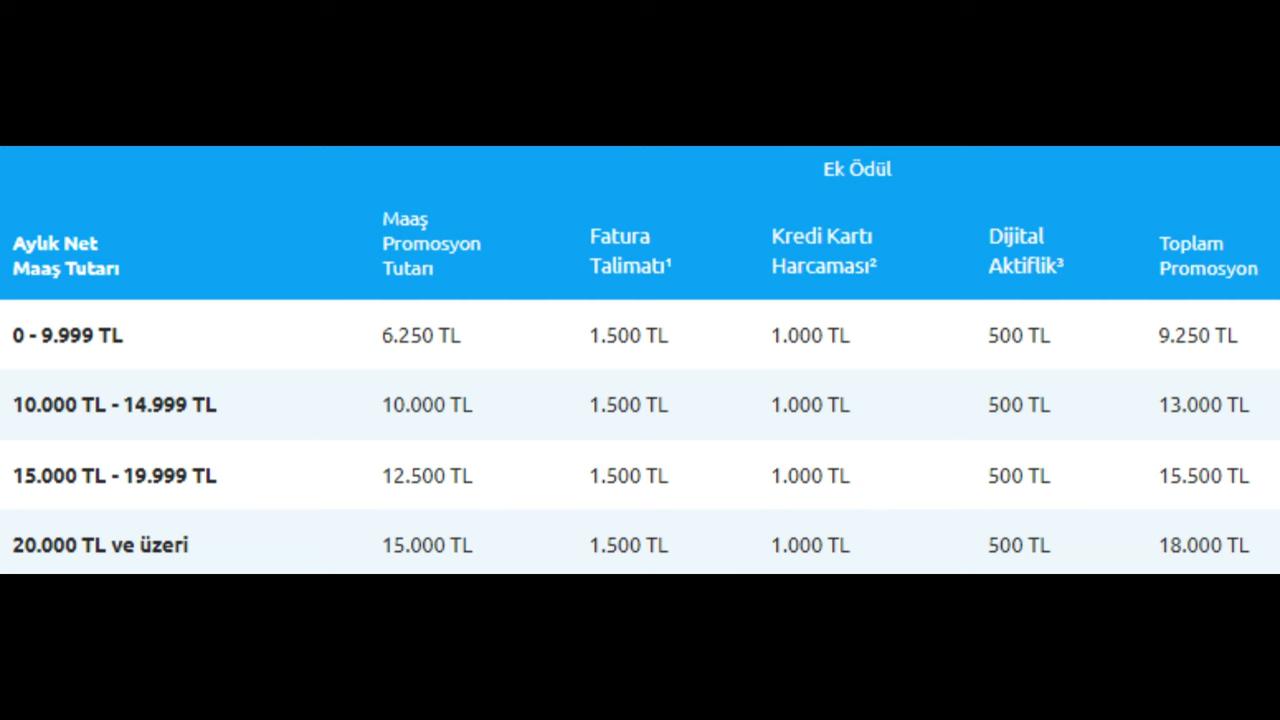 Ek Ödül
Aylık Net
Maaş Tutarı
Maaş
Promosyon
Tutarı
Fatura
Talimatı¹
Kredi Kartı
Harcaması²
Dijital
Aktiflik³
Toplam
Promosyon
0 - 9.999 TL 6.250 TL 1.500 TL 1.000 TL 500 TL 9.250 TL
10.000 TL - 14.999 TL 10.000 TL 1.500 TL 1.000 TL 500 TL 13.000 TL
15.000 TL - 19.999 TL 12.500 TL 1.500 TL 1.000 TL 500 TL 15.500 TL
20.000 TL ve üzeri 15.000 TL 1.500 TL 1.000 TL 500 TL 18.000 TL